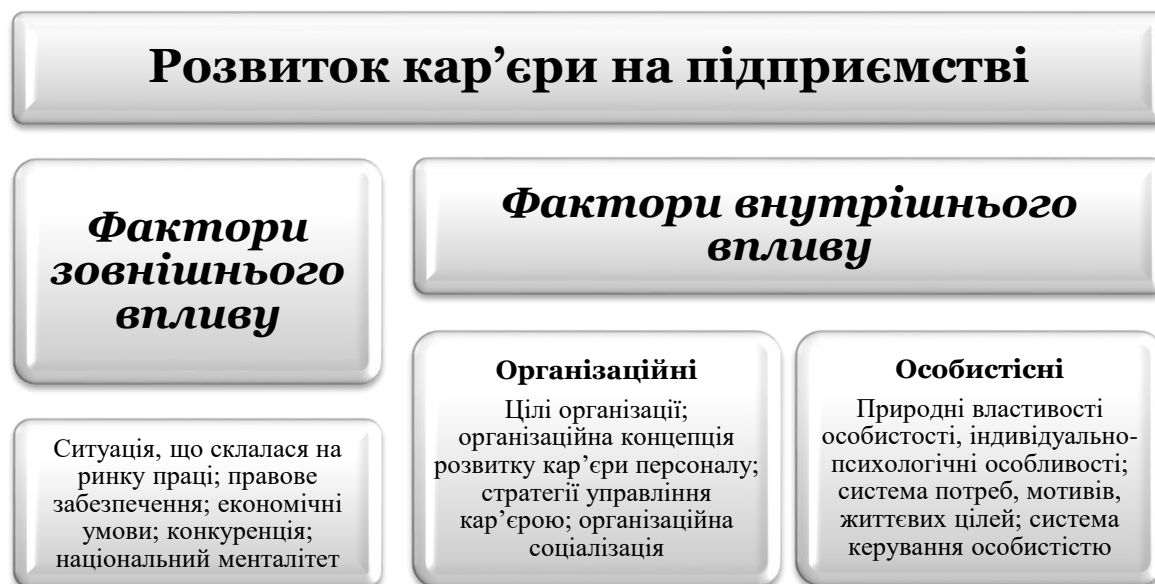 Розвиток кар’єри на підприємстві
Фактори
зовнішнього
впливу
Ситуація, що склалася на
ринку праці; правове
забезпечення; економічні
умови; конкуренція;
національний менталітет
Фактори внутрішнього
впливу
Організаційні
Цілі організації;
організаційна концепція
розвитку кар’єри персоналу;
стратегії управління
кар’єрою; організаційна
соціалізація
Особистісні
Природні властивості
особистості, індивідуально-
психологічні особливості;
система потреб, мотивів,
життєвих цілей; система
керування особистістю